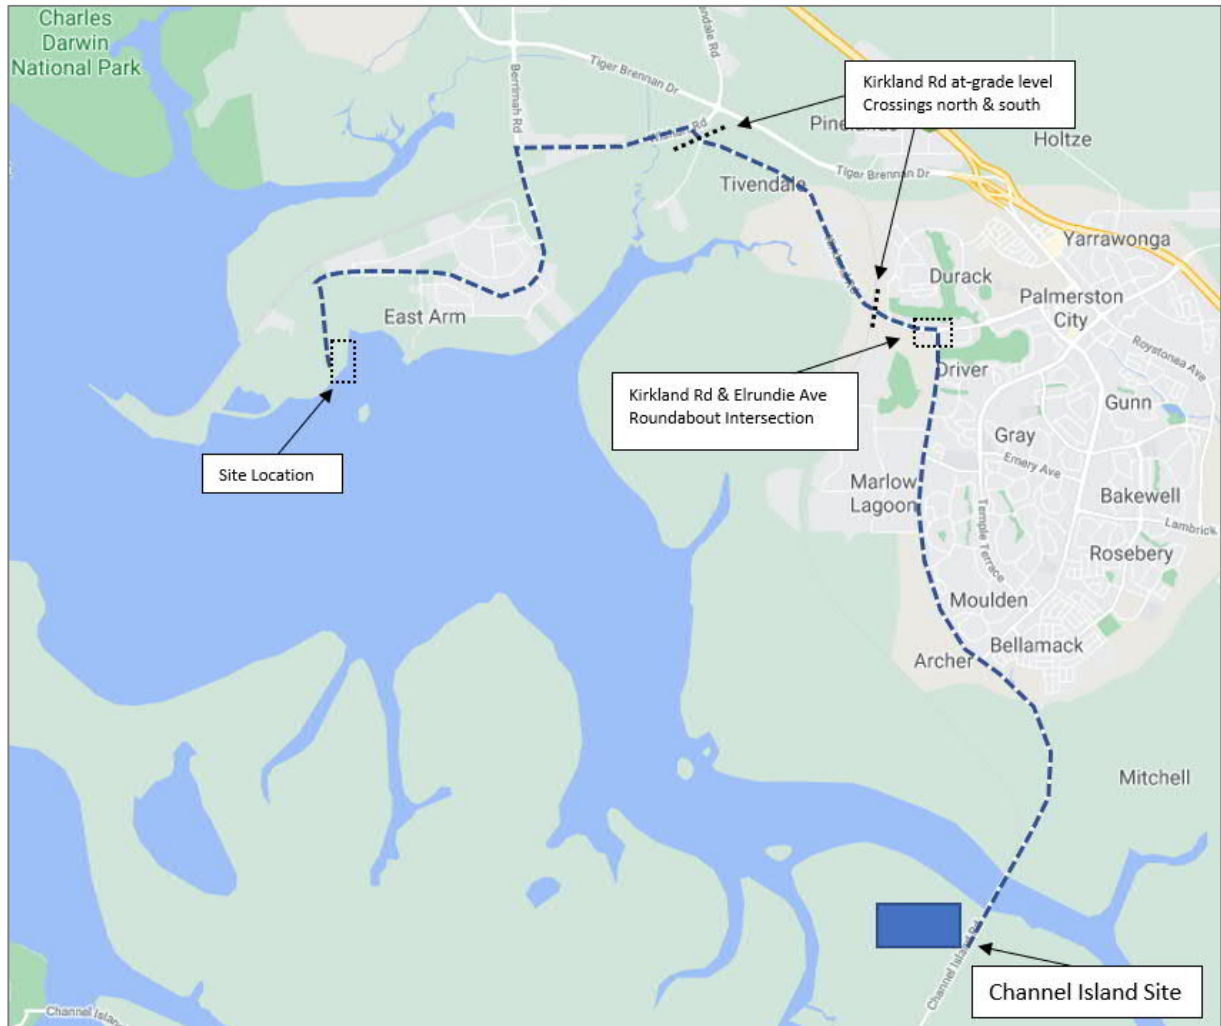 Charles
Darwin
National Park
Berrimah Rd
Tiger Brennan Dr
Kirkland Rd at-grade level
Crossings north & south
Holtze
Tivendale
Tiger Brennan Dr
Yarrawonga
Durack
Palmerston
City
East Arm
Roystonea Ave
Kirkland Rd & Elrundie Ave
Roundabout Intersection
Driver
Gunn
Gray
Emery Ave
Site Location
Marlow
Lagoon
Bakewell
Temple Terrace
Lambrick
Rosebery
Moulden
Bellamack
Archer
Mitchell
Channel Island Rd
Channel Island Site
Channel Island